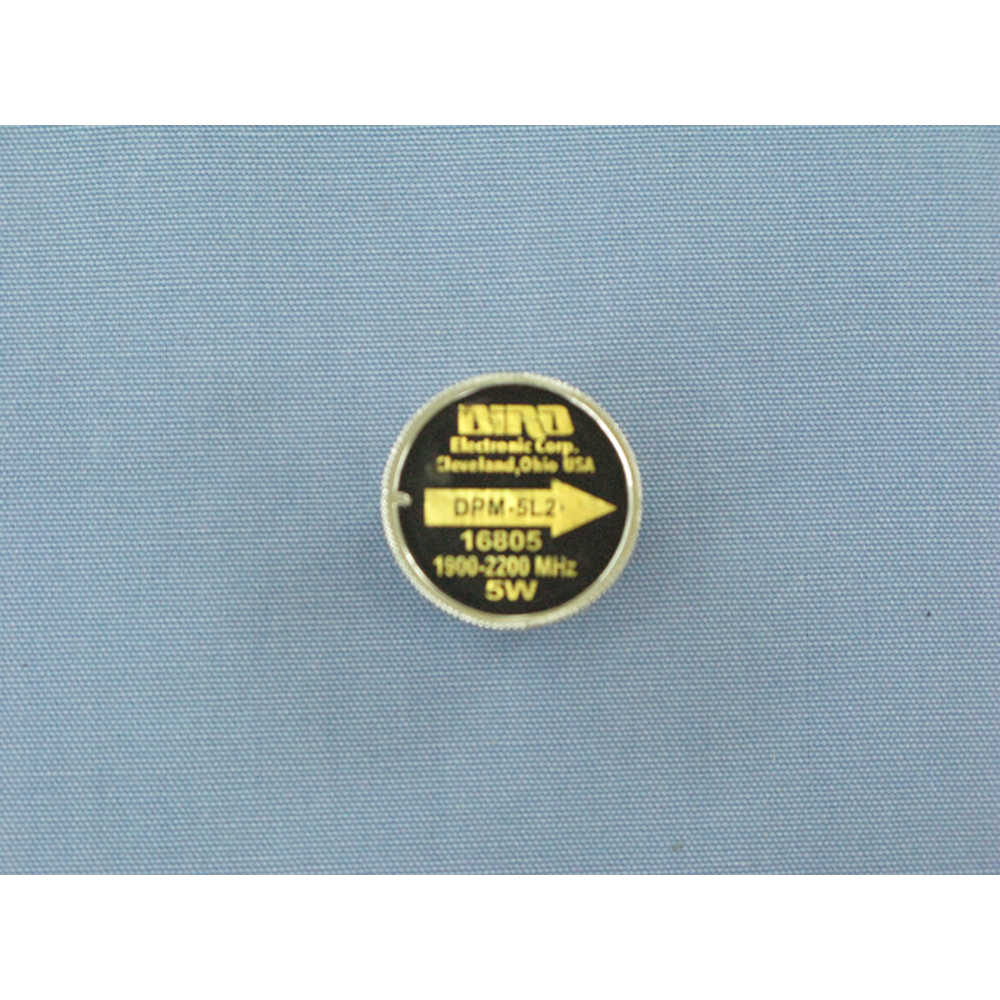 BIRD
Electronic Corp.
Cleveland, Ohio USA
DPM-5L2
16805
1900-2200 MHz
5W